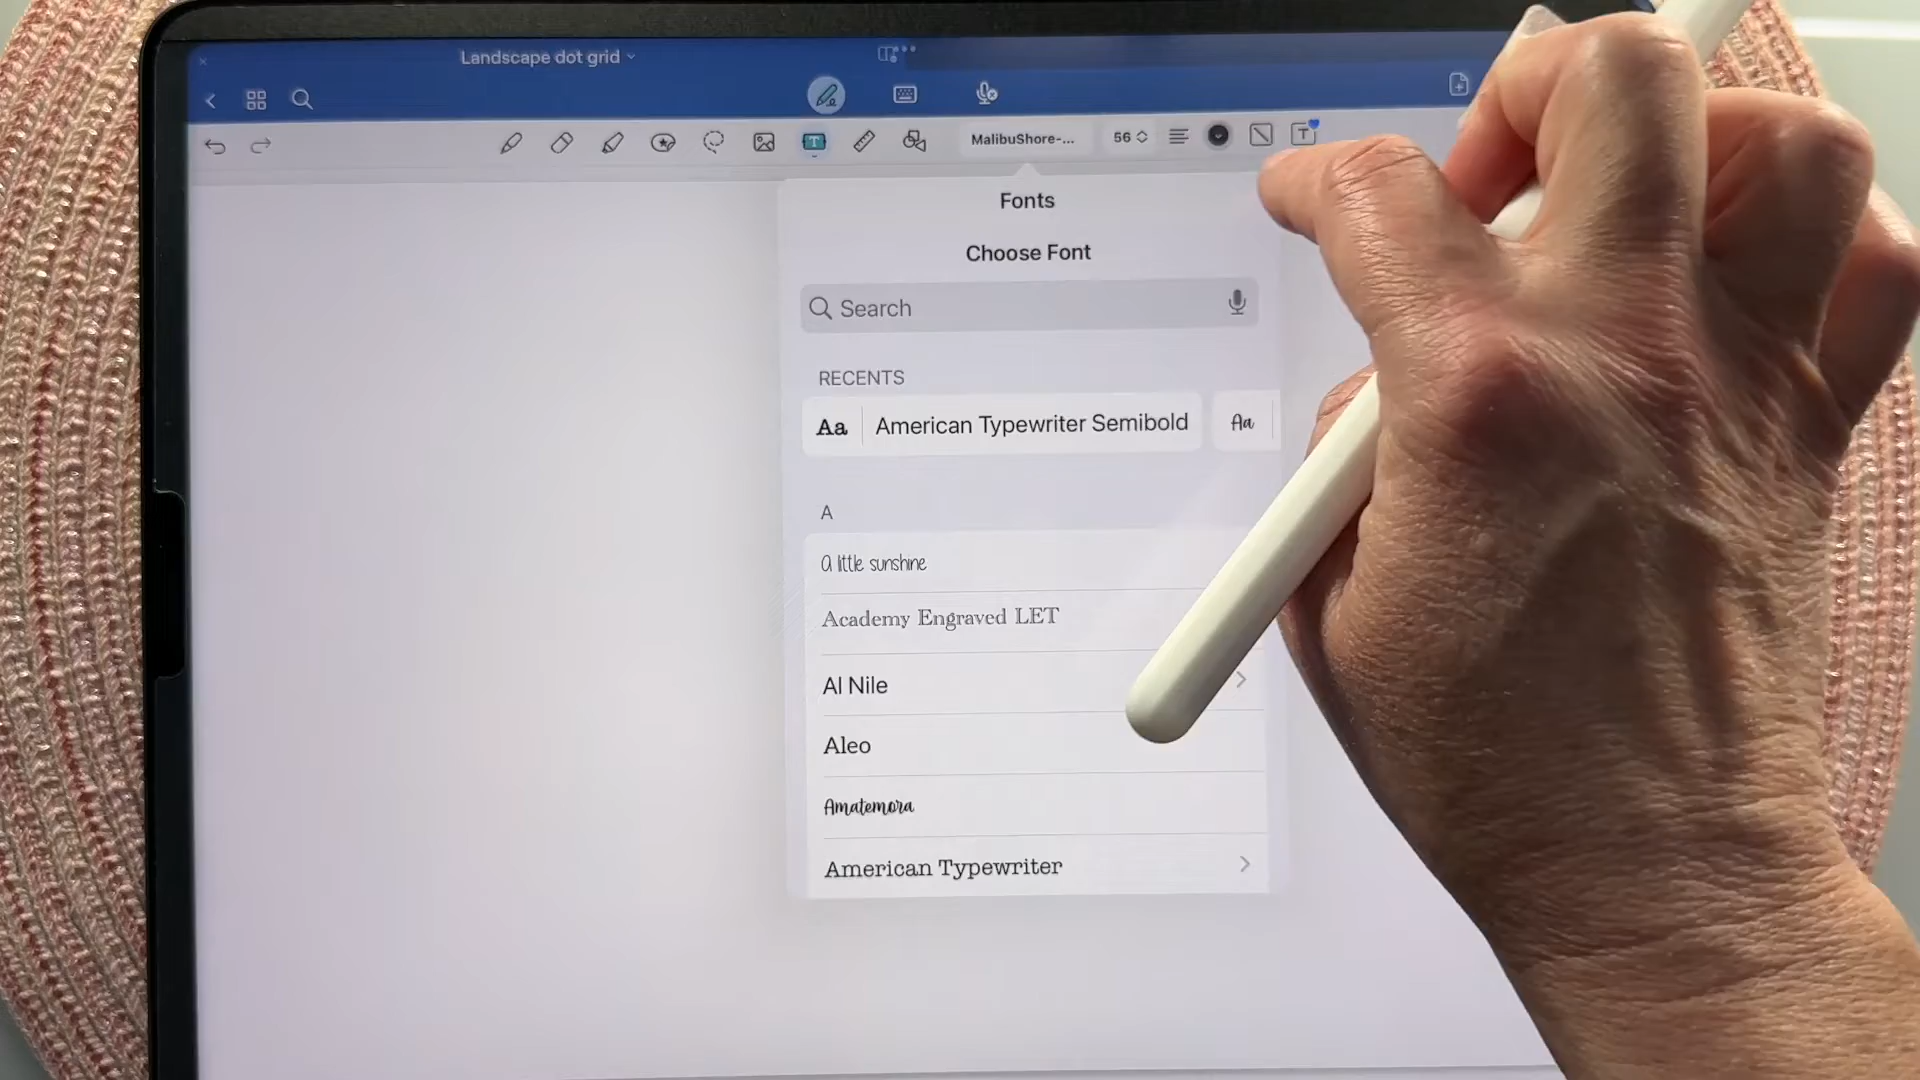 Landscape dot grid
MalibuShore-... 56
Fonts
Choose Font
Search
RECENTS
Aa American Typewriter Semibold Aa
A
A little sunshine
Academy Engraved LET
Al Nile
Aleo
Amatemora
American Typewriter